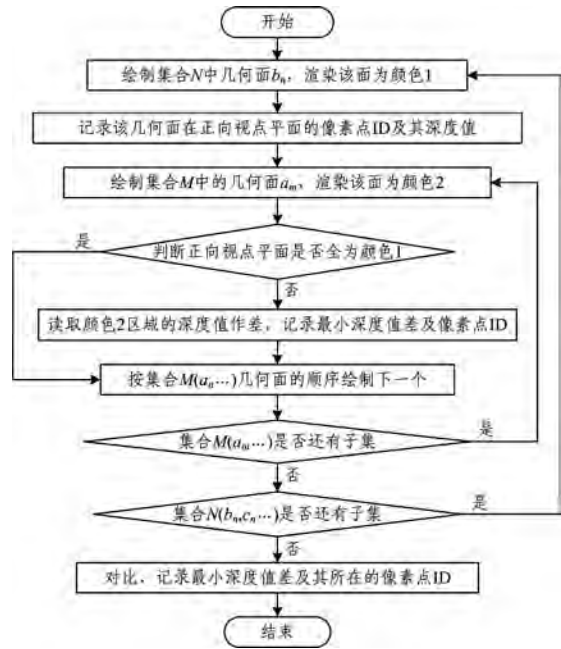 开始
绘制集合N中几何面bₙ，渲染该面为颜色1
记录该几何面在正向视点平面的像素点ID及其深度值
绘制集合M中的几何面aₘ，渲染该面为颜色2
是
判断正向视点平面是否全为颜色1
否
读取颜色2区域的深度值作差，记录最小深度值差及像素点ID
按集合M(aₙ…)几何面的顺序绘制下一个
集合M(aₘ…)是否还有子集
是
否
集合N(bₙ,cₙ…)是否还有子集
是
否
对比，记录最小深度值差及其所在的像素点ID
结束